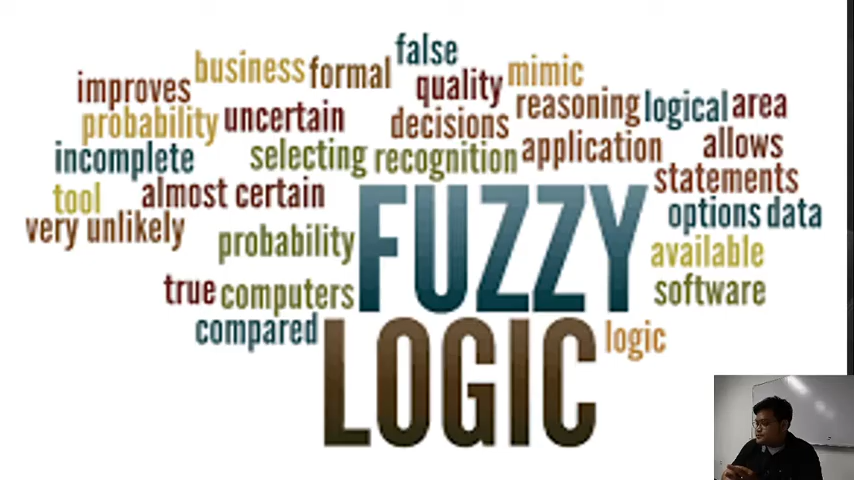 false
business formal quality mimic
improves reasoning logical area
probability uncertain decisions
incomplete selecting recognition application allows
tool almost certain statements
very unlikely options data
probability FUZZY available
true computers software
compared LOGIC logic